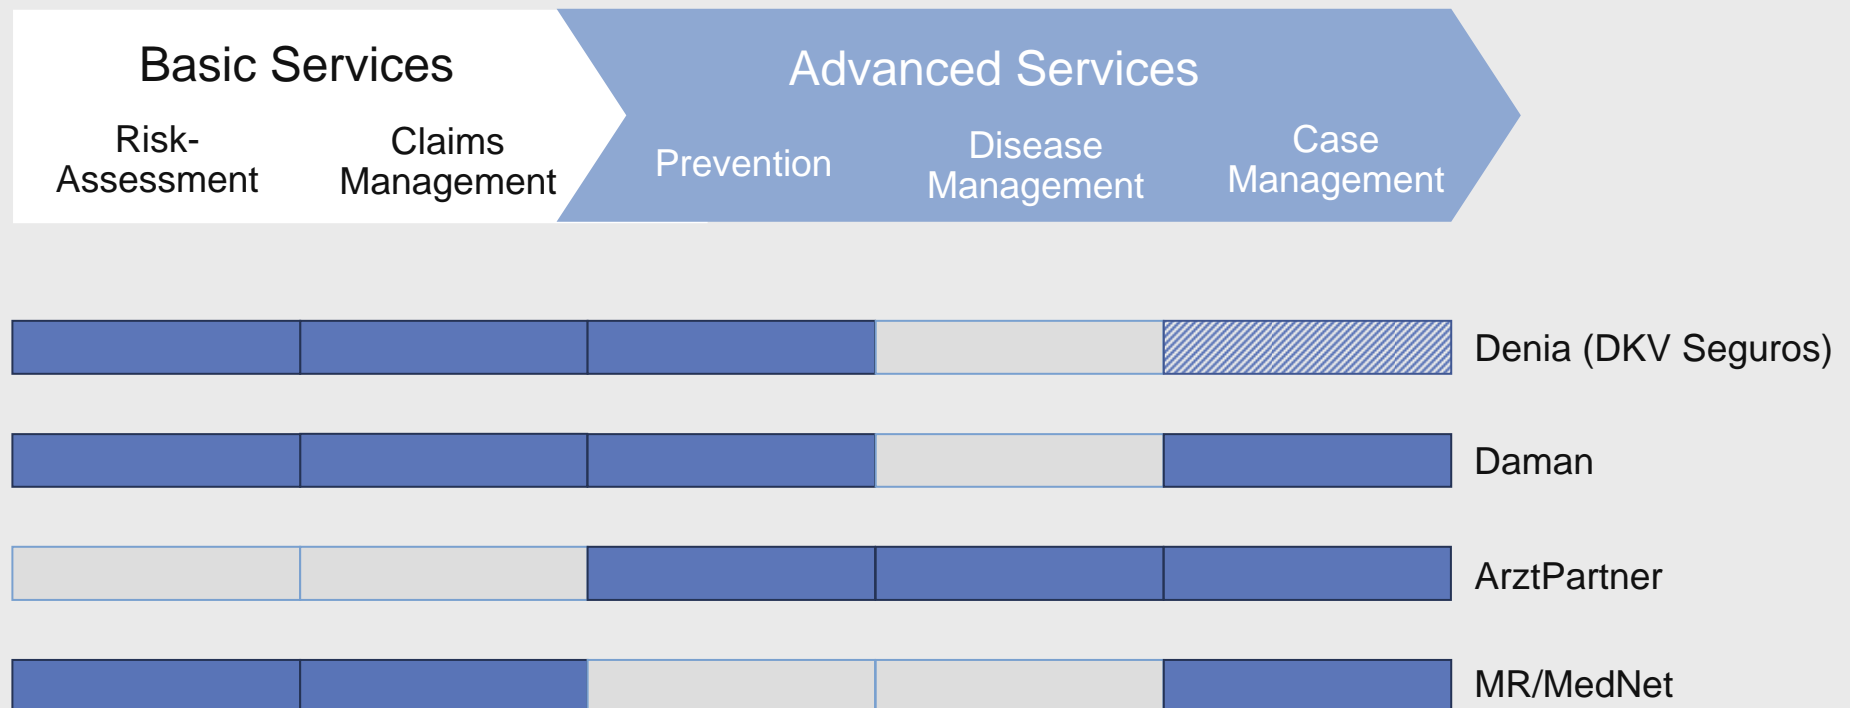 Basic Services
Advanced Services
Risk-
Assessment
Claims
Management
Prevention
Disease
Management
Case
Management
Denia (DKV Seguros)
Daman
ArztPartner
MR/MedNet